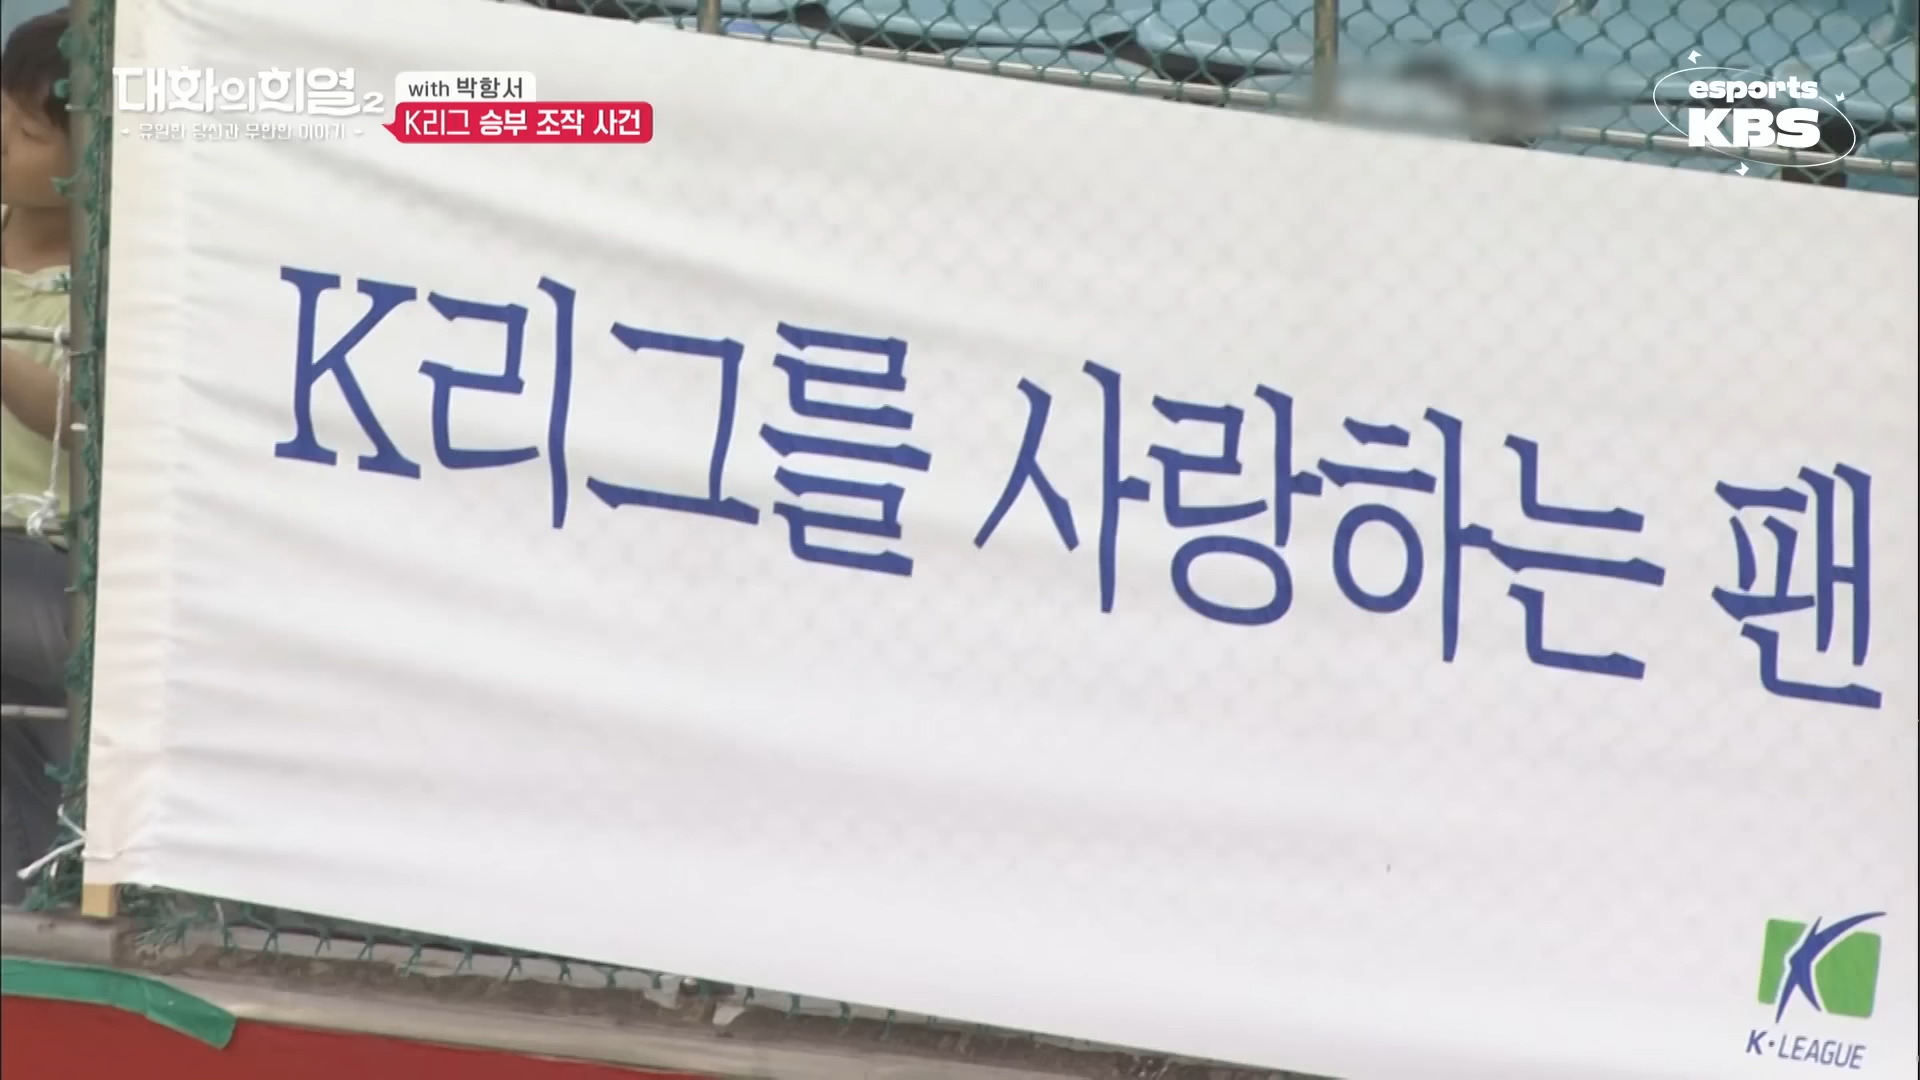 대화의희열2
- 유일한 당신과 무한한 이야기 -
with 박항서
K리그 승부 조작 사건
esports
KBS
K리그를 사랑하는 팬
K·LEAGUE